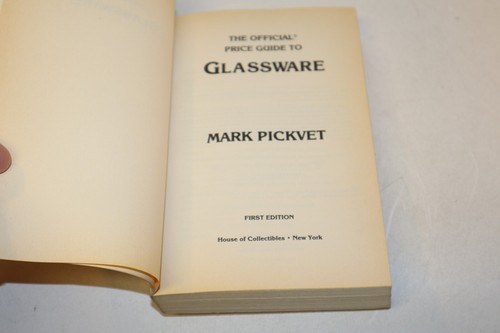 THE OFFICIAL®
PRICE GUIDE TO
GLASSWARE
MARK PICKVET
FIRST EDITION
House of Collectibles • New York